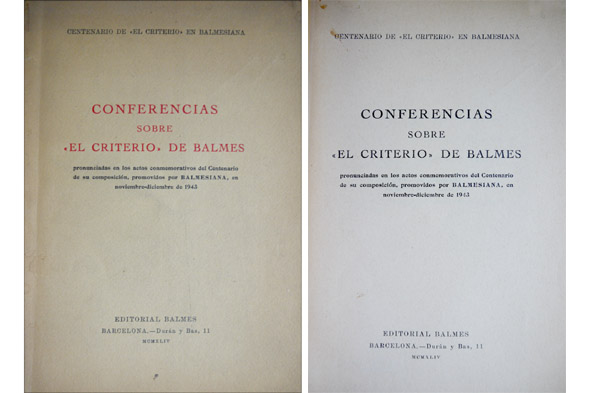 CENTENARIO DE «EL CRITERIO» EN BALMESIANA
CONFERENCIAS
SOBRE
«EL CRITERIO» DE BALMES
pronunciadas en los actos conmemorativos del Centenario
de su composición, promovidos por BALMESIANA, en
noviembre-diciembre de 1943
EDITORIAL BALMES
BARCELONA.—Durán y Bas, 11
MCMXLIV
CENTENARIO DE «EL CRITERIO» EN BALMESIANA
CONFERENCIAS
SOBRE
«EL CRITERIO» DE BALMES
pronunciadas en los actos conmemorativos del Centenario
de su composición, promovidos por BALMESIANA, en
noviembre-diciembre de 1943
EDITORIAL BALMES
BARCELONA.—Durán y Bas, 11
MCMXLIV